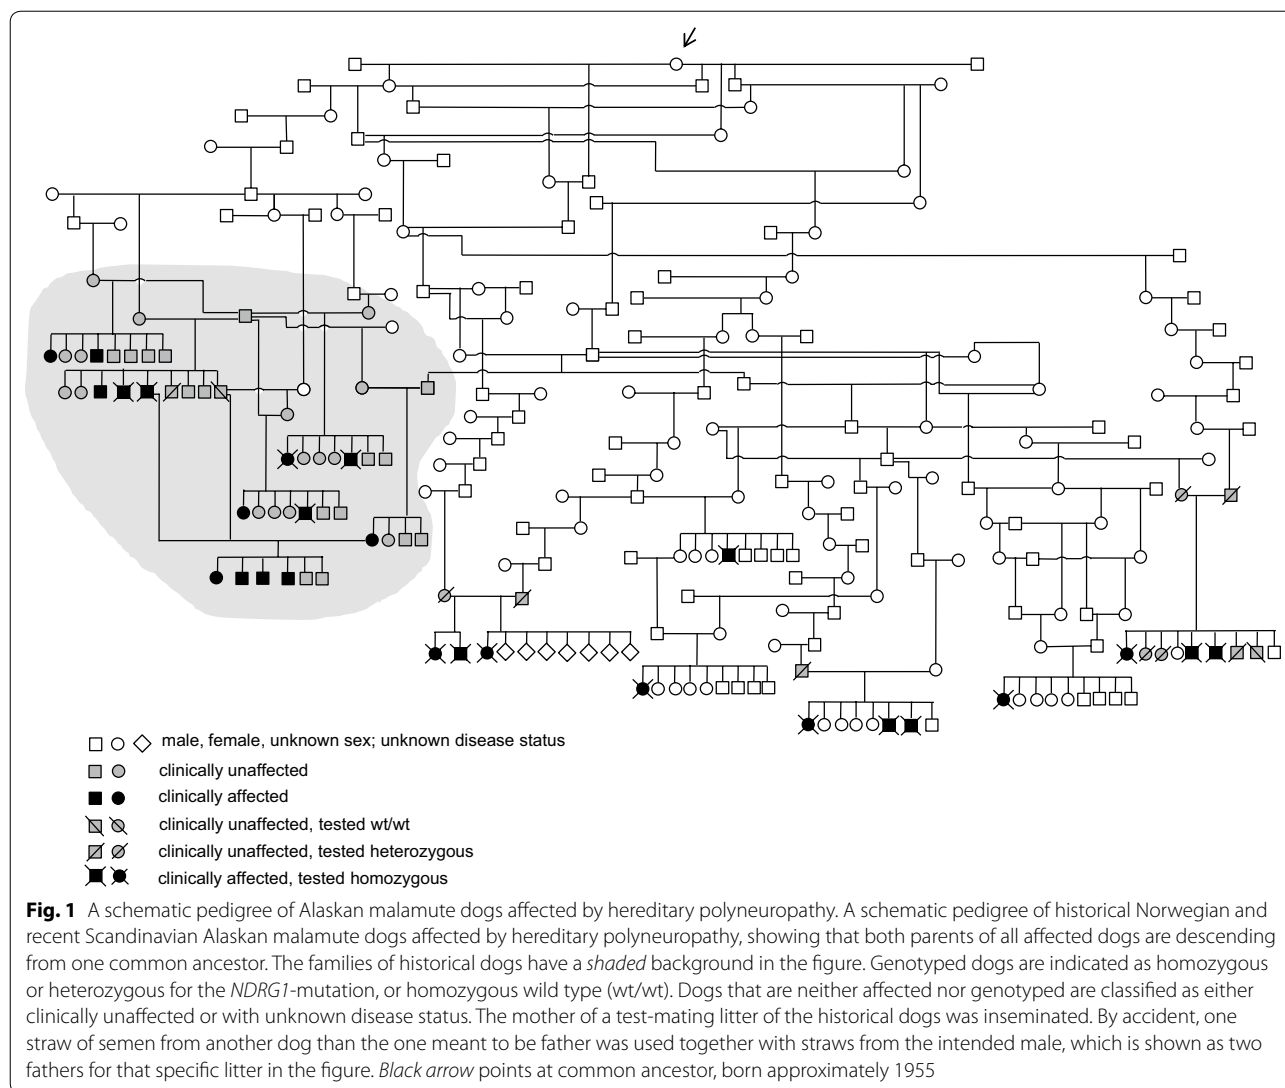 male, female, unknown sex; unknown disease status
clinically unaffected
clinically affected
clinically unaffected, tested wt/wt
clinically unaffected, tested heterozygous
clinically affected, tested homozygous
Fig. 1 A schematic pedigree of Alaskan malamute dogs affected by hereditary polyneuropathy. A schematic pedigree of historical Norwegian and
recent Scandinavian Alaskan malamute dogs affected by hereditary polyneuropathy, showing that both parents of all affected dogs are descending
from one common ancestor. The families of historical dogs have a shaded background in the figure. Genotyped dogs are indicated as homozygous
or heterozygous for the NDRG1-mutation, or homozygous wild type (wt/wt). Dogs that are neither affected nor genotyped are classified as either
clinically unaffected or with unknown disease status. The mother of a test-mating litter of the historical dogs was inseminated. By accident, one
straw of semen from another dog than the one meant to be father was used together with straws from the intended male, which is shown as two
fathers for that specific litter in the figure. Black arrow points at common ancestor, born approximately 1955